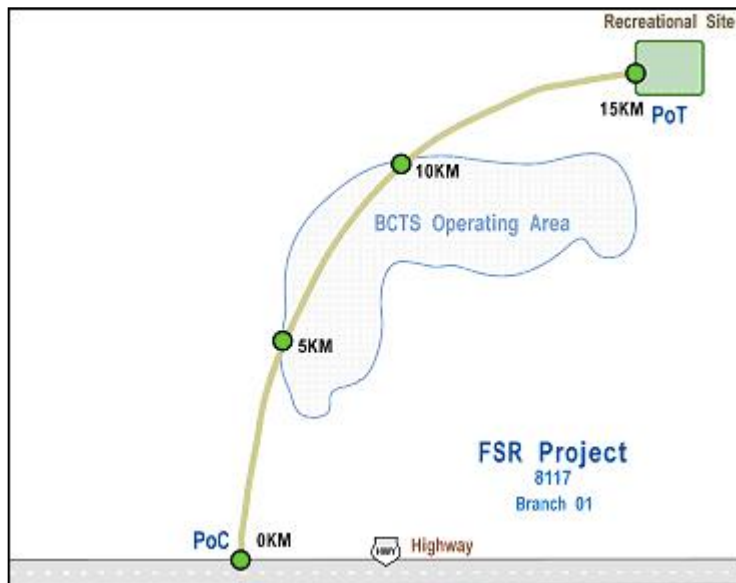 Recreational Site
15KM
PoT
10KM
BCTS Operating Area
5KM
FSR Project
8117
Branch 01
PoC
0KM
HWY
Highway